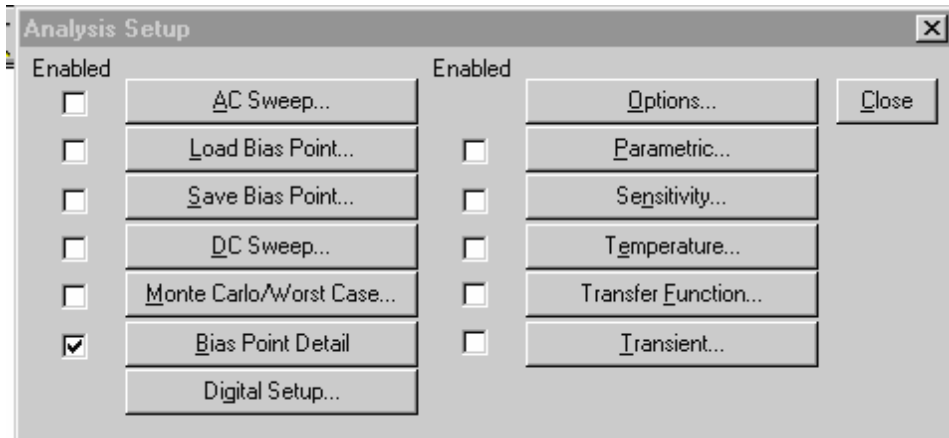 Analysis Setup
Enabled
AC Sweep...
Load Bias Point...
Save Bias Point...
DC Sweep...
Monte Carlo/Worst Case...
Bias Point Detail
Digital Setup...
Enabled
Options...
Parametric...
Sensitivity...
Temperature...
Transfer Function...
Transient...
Close